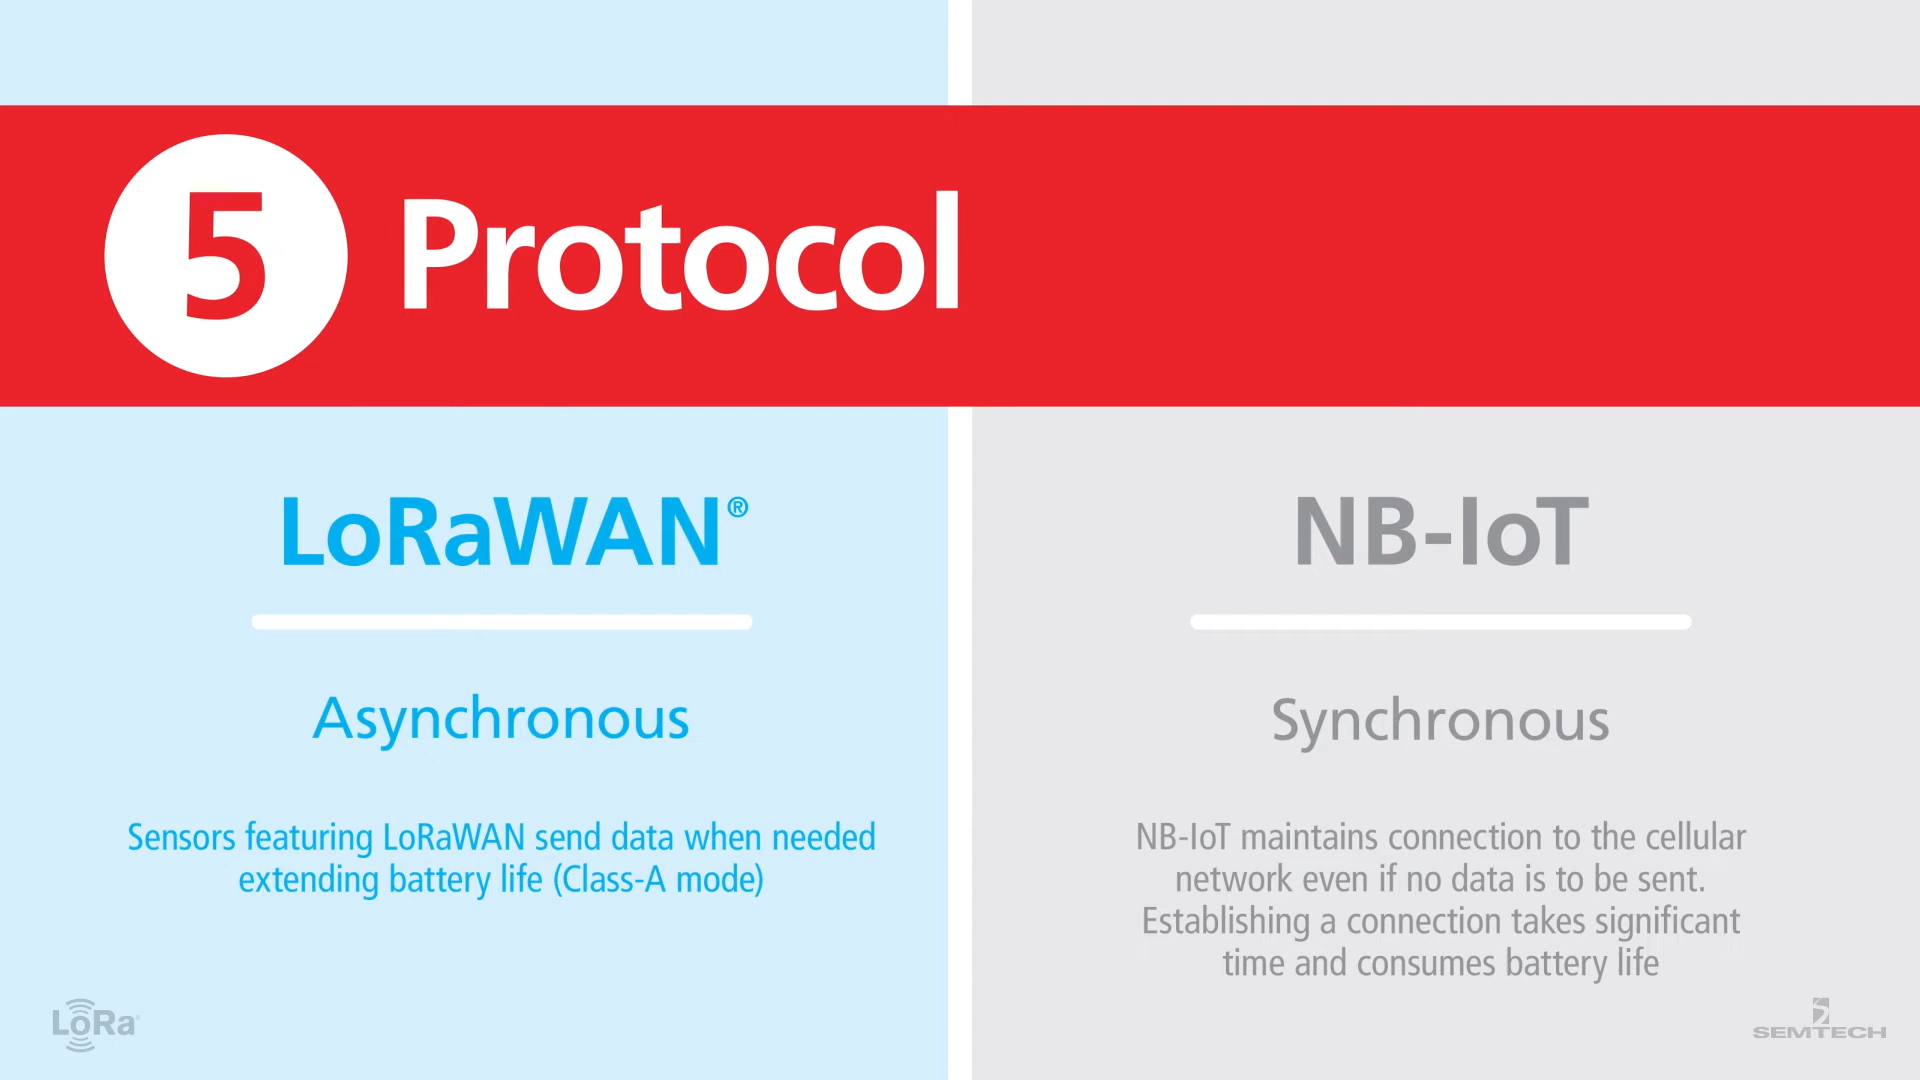 5 Protocol
LoRaWAN®
Asynchronous
Sensors featuring LoRaWAN send data when needed
extending battery life (Class-A mode)
NB-IoT
Synchronous
NB-IoT maintains connection to the cellular
network even if no data is to be sent.
Establishing a connection takes significant
time and consumes battery life
LoRa
SEMTECH